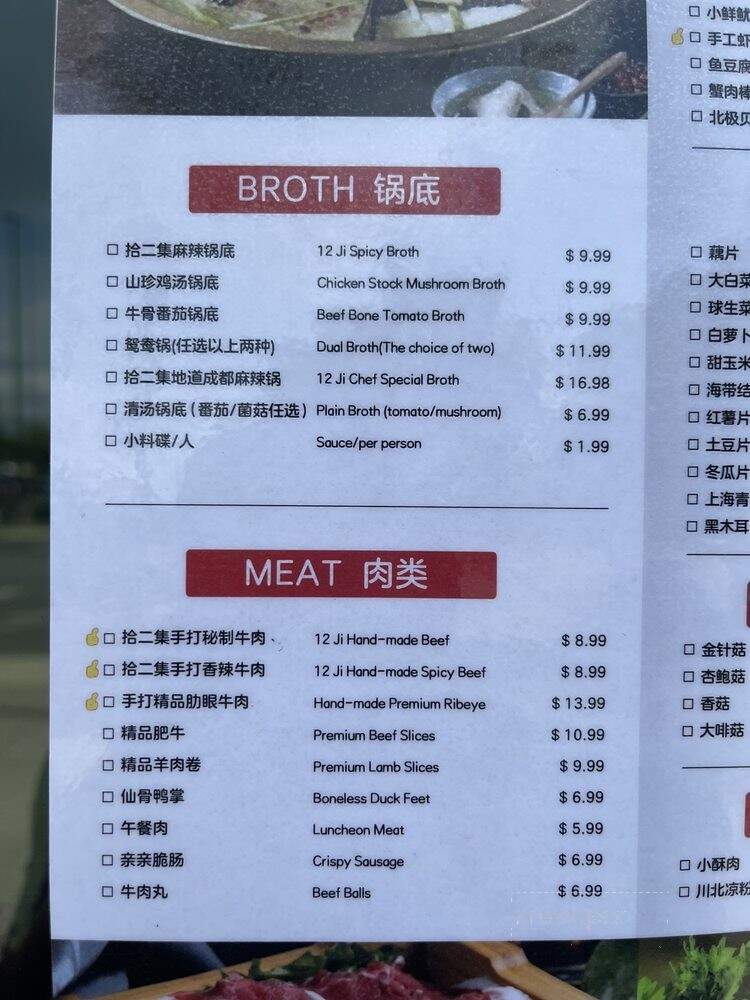 BROTH 锅底
拾二集麻辣锅底 12 Ji Spicy Broth $ 9.99
山珍鸡汤锅底 Chicken Stock Mushroom Broth $ 9.99
牛骨番茄锅底 Beef Bone Tomato Broth $ 9.99
鸳鸯锅(任选以上两种) Dual Broth(The choice of two) $ 11.99
拾二集地道成都麻辣锅 12 Ji Chef Special Broth $ 16.98
清汤锅底 ( 番茄/菌菇任选 ) Plain Broth (tomato/mushroom) $ 6.99
小料碟/人 Sauce/per person $ 1.99
MEAT 肉类
拾二集手打秘制牛肉 、 12 Ji Hand-made Beef $ 8.99
拾二集手打香辣牛肉 12 Ji Hand-made Spicy Beef $ 8.99
手打精品肋眼牛肉 Hand-made Premium Ribeye $ 13.99
精品肥牛 Premium Beef Slices $ 10.99
精品羊肉卷 Premium Lamb Slices $ 9.99
仙骨鸭掌 Boneless Duck Feet $ 6.99
午餐肉 Luncheon Meat $ 5.99
亲亲脆肠 Crispy Sausage $ 6.99
牛肉丸 Beef Balls $ 6.99
小鲜鱿
手工虾
鱼豆腐
蟹肉棒
北极贝
藕片
大白菜
球生菜
白萝卜
甜玉米
海带结
红薯片
土豆片
冬瓜片
上海青
黑木耳
金针菇
杏鲍菇
香菇
大啡菇
小酥肉
川北凉粉